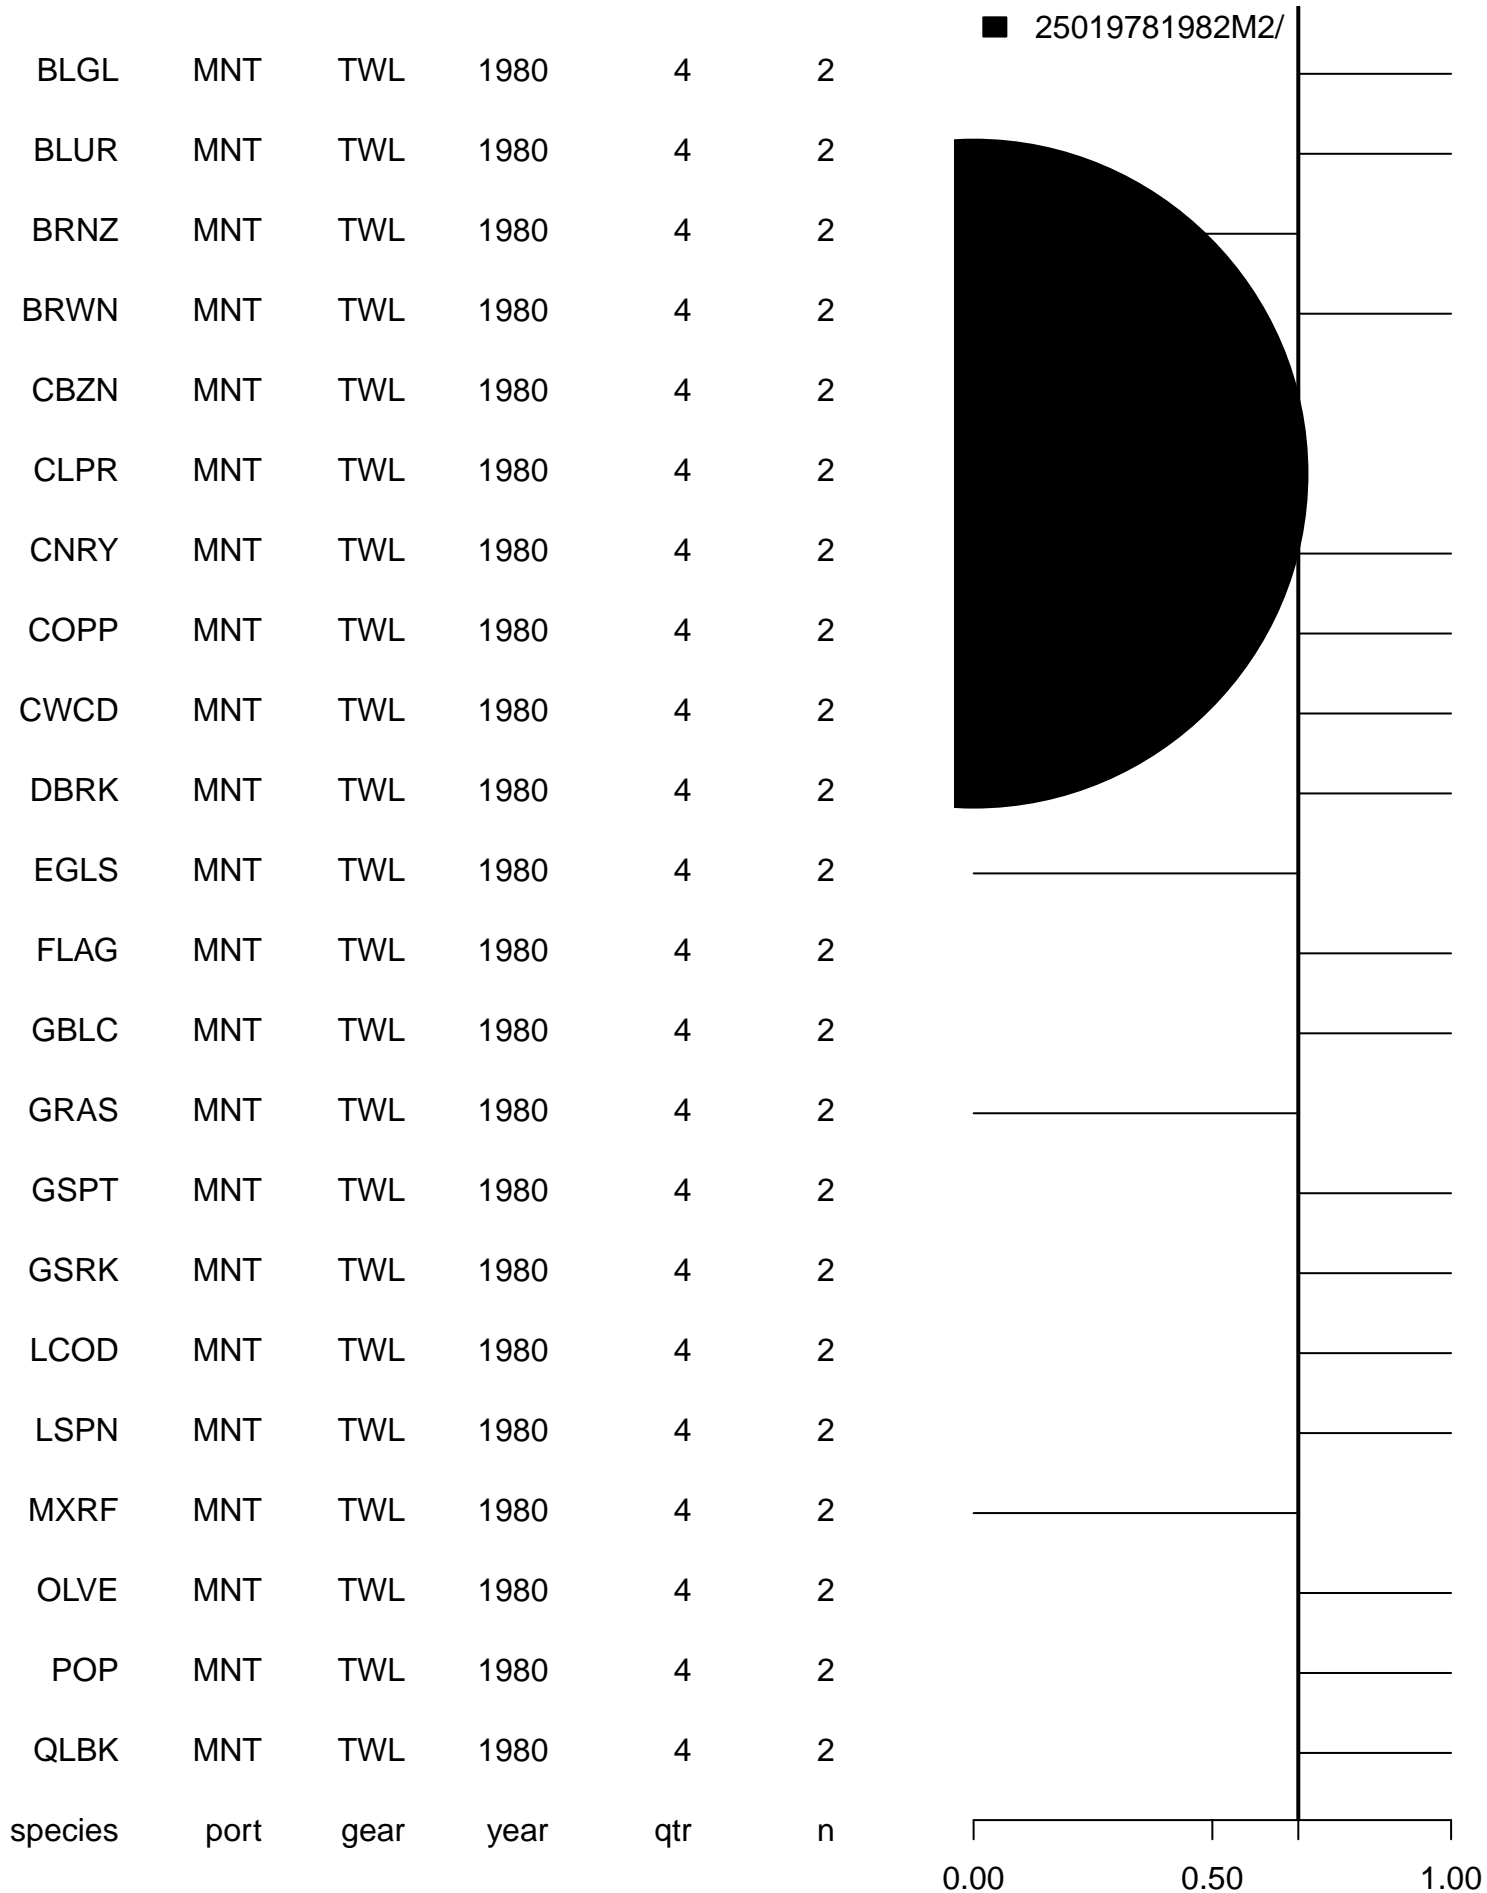 25019781982M2/
BLGL MNT TWL 1980 4 2
BLUR MNT TWL 1980 4 2
BRNZ MNT TWL 1980 4 2
BRWN MNT TWL 1980 4 2
CBZN MNT TWL 1980 4 2
CLPR MNT TWL 1980 4 2
CNRY MNT TWL 1980 4 2
COPP MNT TWL 1980 4 2
CWCD MNT TWL 1980 4 2
DBRK MNT TWL 1980 4 2
EGLS MNT TWL 1980 4 2
FLAG MNT TWL 1980 4 2
GBLC MNT TWL 1980 4 2
GRAS MNT TWL 1980 4 2
GSPT MNT TWL 1980 4 2
GSRK MNT TWL 1980 4 2
LCOD MNT TWL 1980 4 2
LSPN MNT TWL 1980 4 2
MXRF MNT TWL 1980 4 2
OLVE MNT TWL 1980 4 2
POP MNT TWL 1980 4 2
QLBK MNT TWL 1980 4 2
species port gear year qtr n
0.00 0.50 1.00